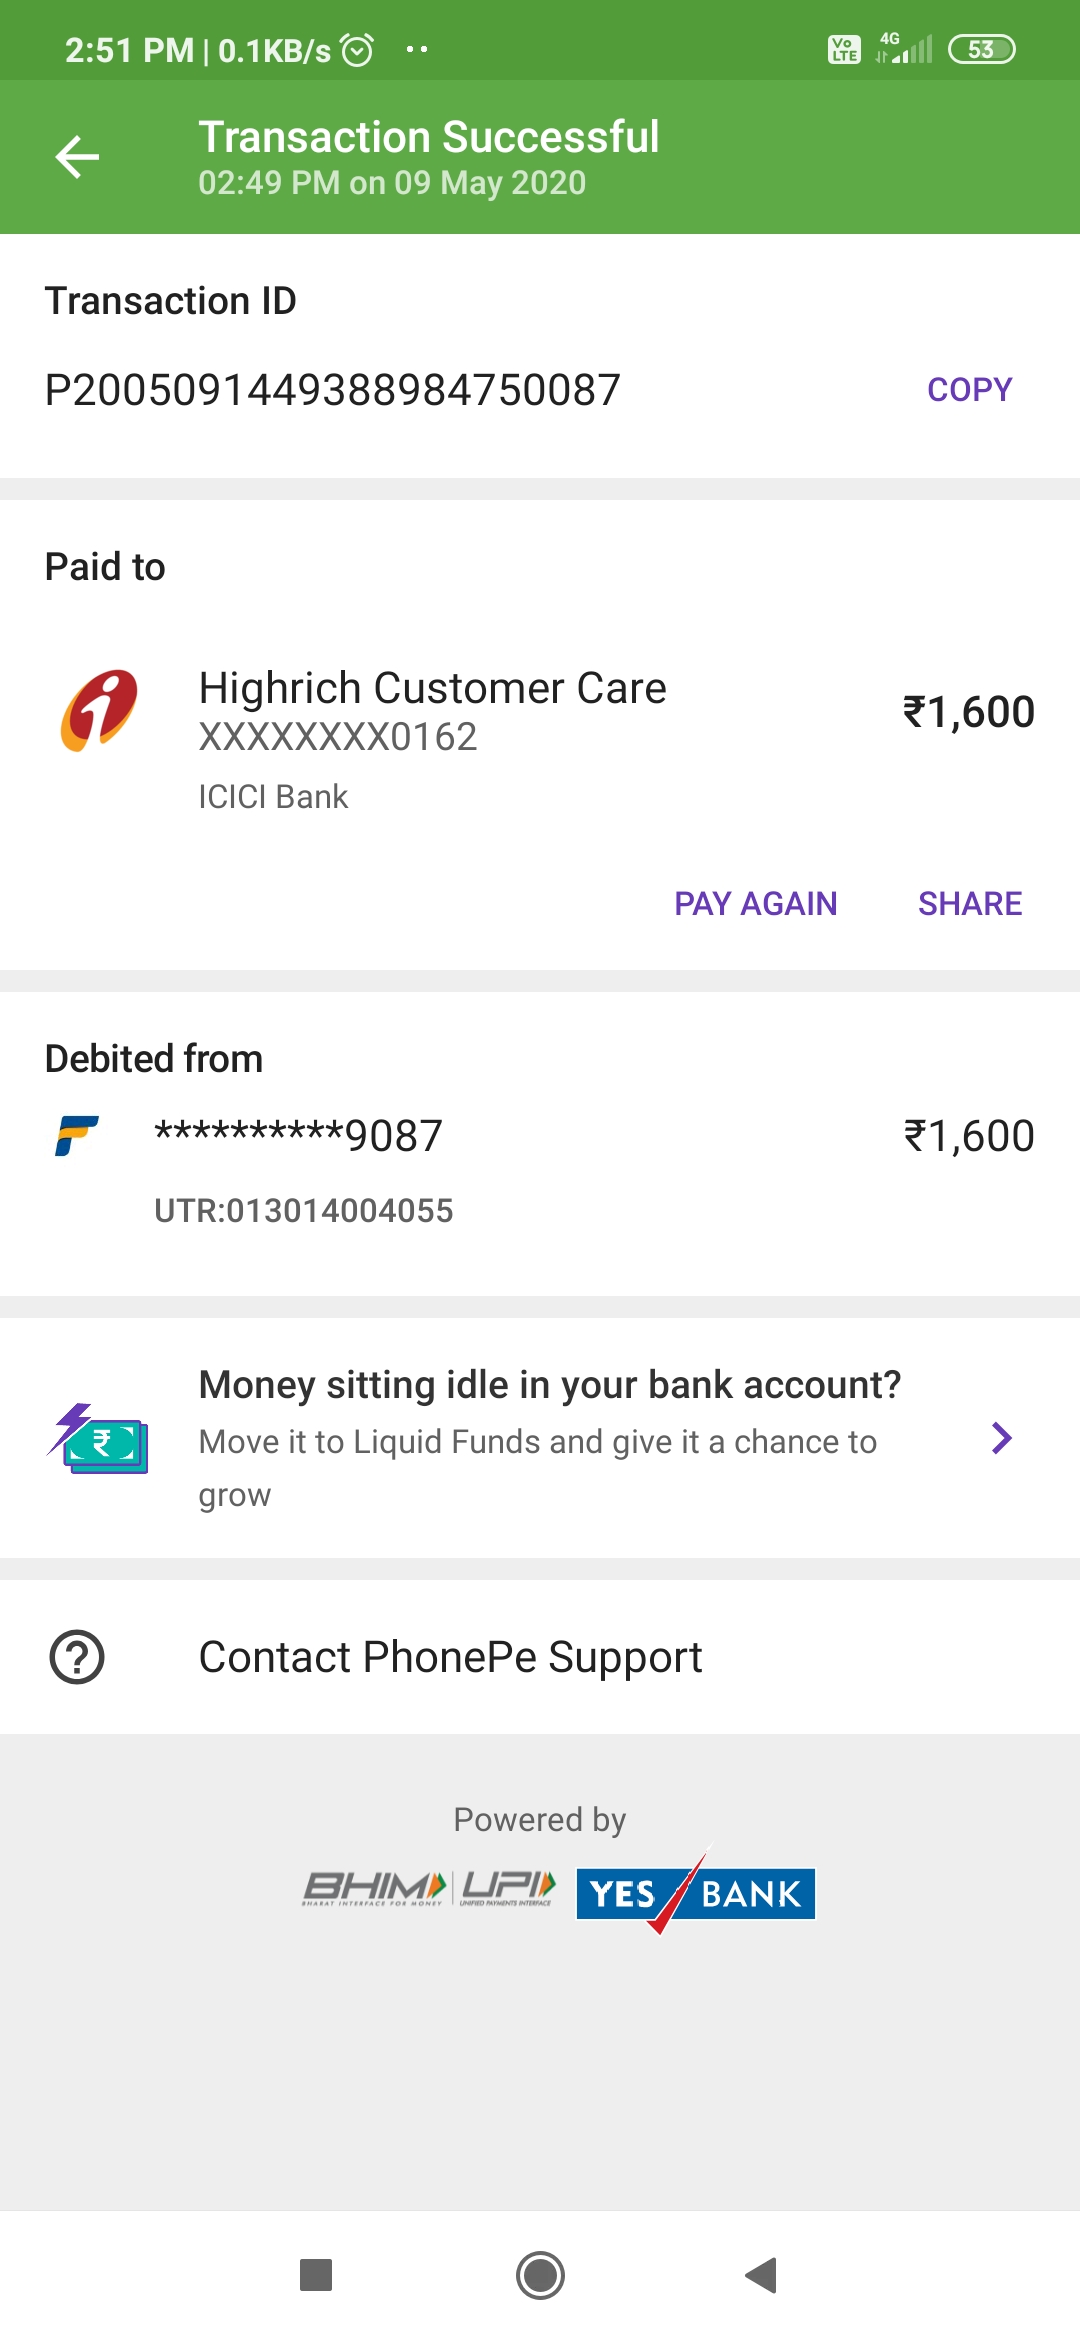 2:51 PM | 0.1KB/s
Vo LTE 4G 53
Transaction Successful
02:49 PM on 09 May 2020
Transaction ID
P2005091449388984750087 COPY
Paid to
Highrich Customer Care ₹1,600
XXXXXXXX0162
ICICI Bank
PAY AGAIN SHARE
Debited from
**********9087 ₹1,600
UTR:013014004055
Money sitting idle in your bank account?
Move it to Liquid Funds and give it a chance to
grow
Contact PhonePe Support
Powered by
BHIM UPI YES BANK
BHARAT INTERFACE FOR MONEY UNIFIED PAYMENTS INTERFACE